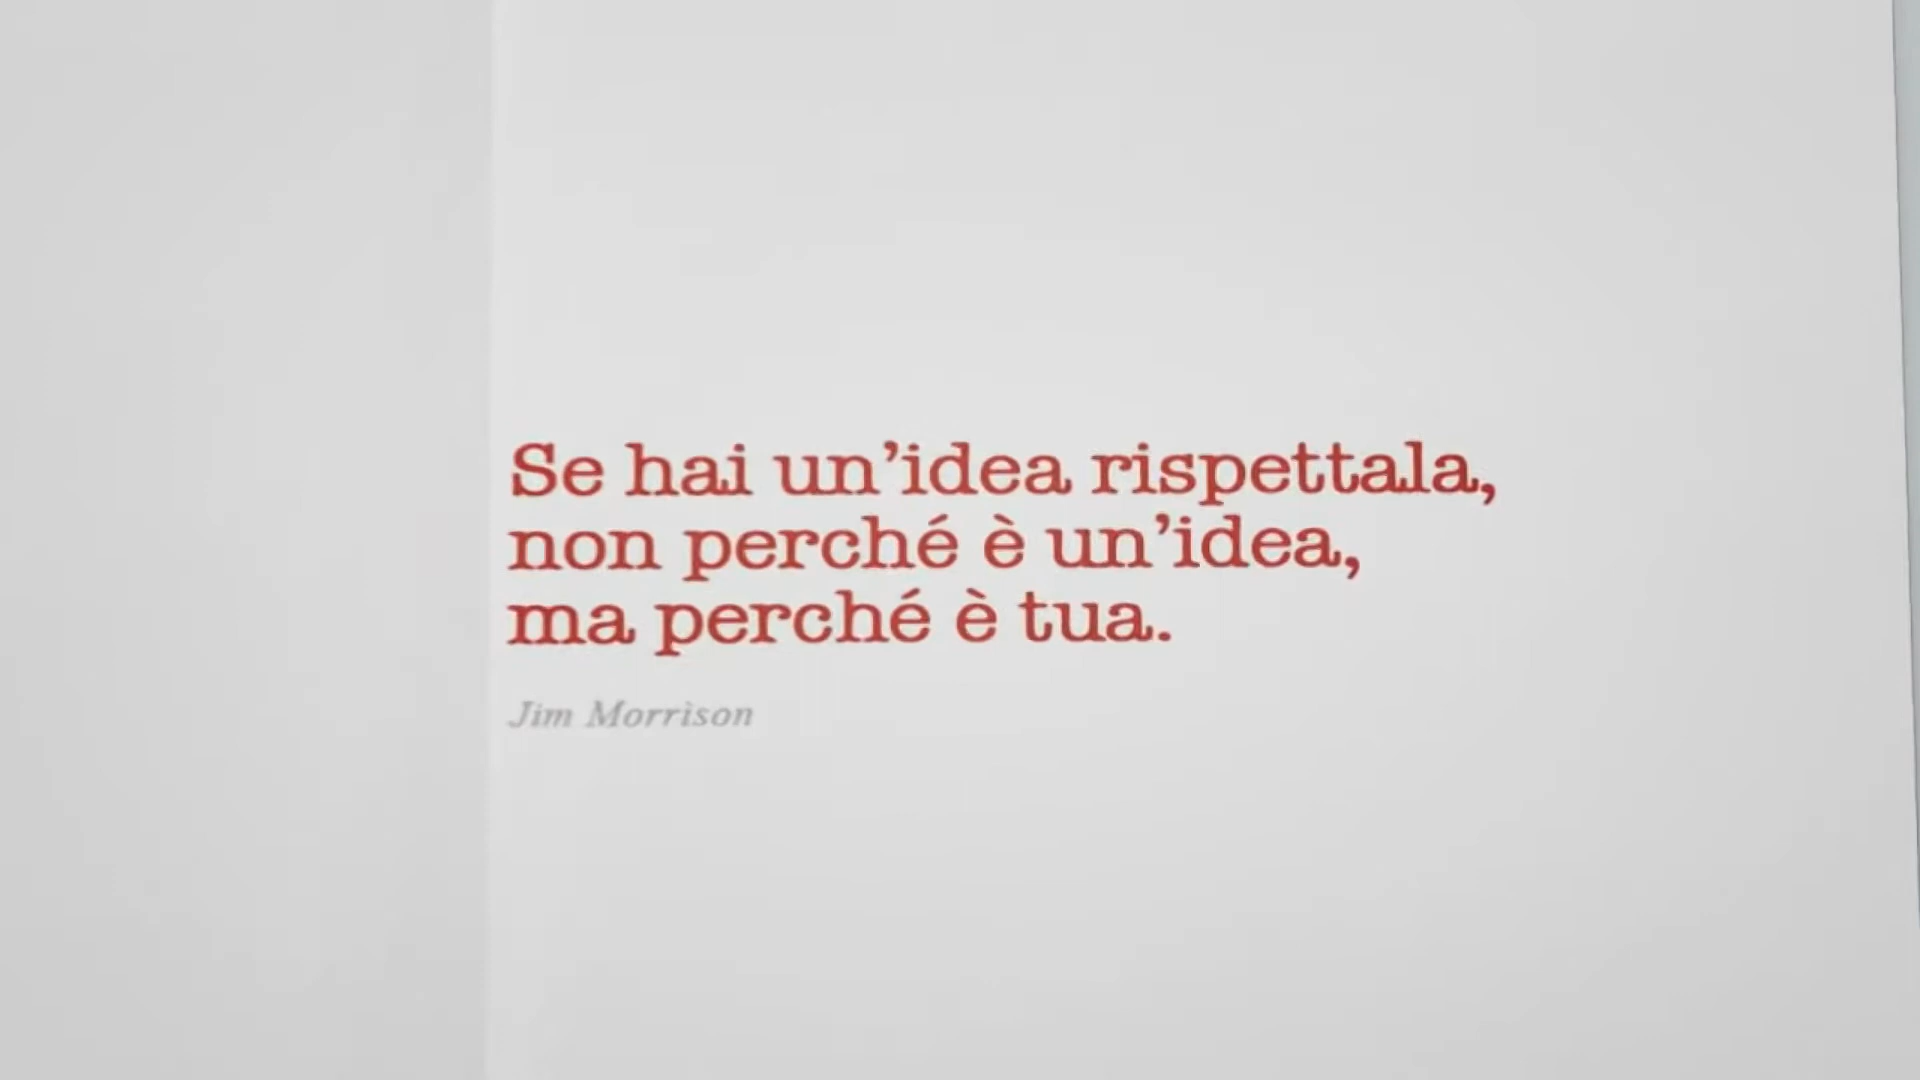 Se hai un’idea rispettala,
non perché è un’idea,
ma perché è tua.
Jim Morrison